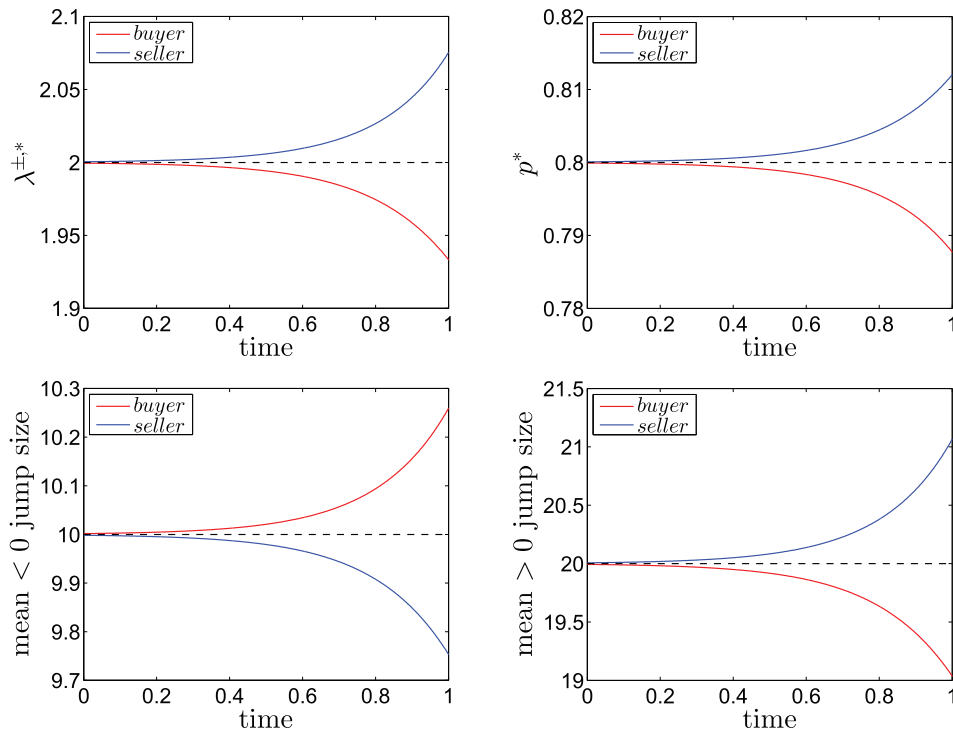 2.1
2.05
2
1.95
1.9
λ±,*
buyer
seller
0 0.2 0.4 0.6 0.8 1
time
0.82
0.81
0.8
0.79
0.78
p*
buyer
seller
0 0.2 0.4 0.6 0.8 1
time
10.3
10.2
10.1
10
9.9
9.8
9.7
mean < 0 jump size
buyer
seller
0 0.2 0.4 0.6 0.8 1
time
21.5
21
20.5
20
19.5
19
mean > 0 jump size
buyer
seller
0 0.2 0.4 0.6 0.8 1
time